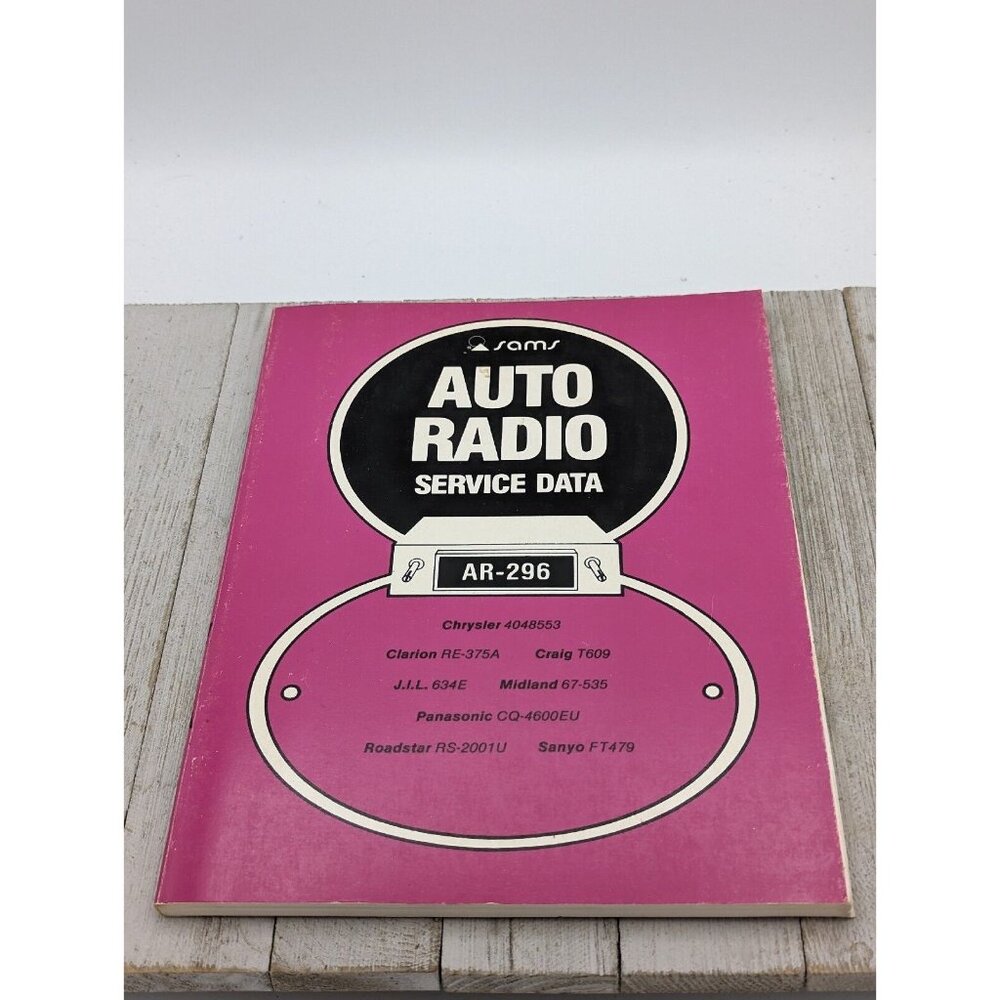 sams
AUTO
RADIO
SERVICE DATA
AR-296
Chrysler 4048553
Clarion RE-375A Craig T609
J.I.L. 634E Midland 67-535
Panasonic CQ-4600EU
Roadstar RS-2001U Sanyo FT479